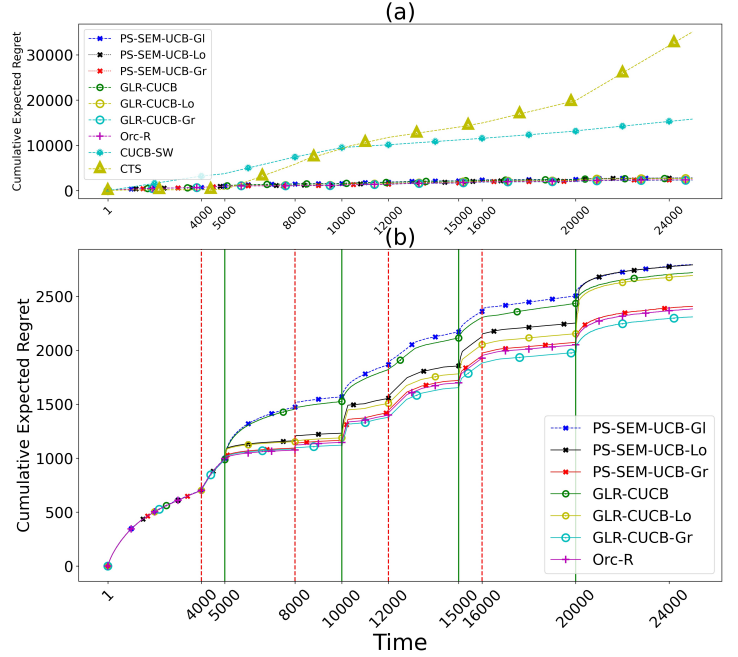 (a)
Cumulative Expected Regret
30000
20000
10000
0
PS-SEM-UCB-Gl
PS-SEM-UCB-Lo
PS-SEM-UCB-Gr
GLR-CUCB
GLR-CUCB-Lo
GLR-CUCB-Gr
Orc-R
CUCB-SW
CTS
1
4000
5000
8000
10000
12000
15000
16000
20000
24000
(b)
Cumulative Expected Regret
2500
2000
1500
1000
500
0
PS-SEM-UCB-Gl
PS-SEM-UCB-Lo
PS-SEM-UCB-Gr
GLR-CUCB
GLR-CUCB-Lo
GLR-CUCB-Gr
Orc-R
1
4000
5000
8000
10000
12000
15000
16000
20000
24000
Time